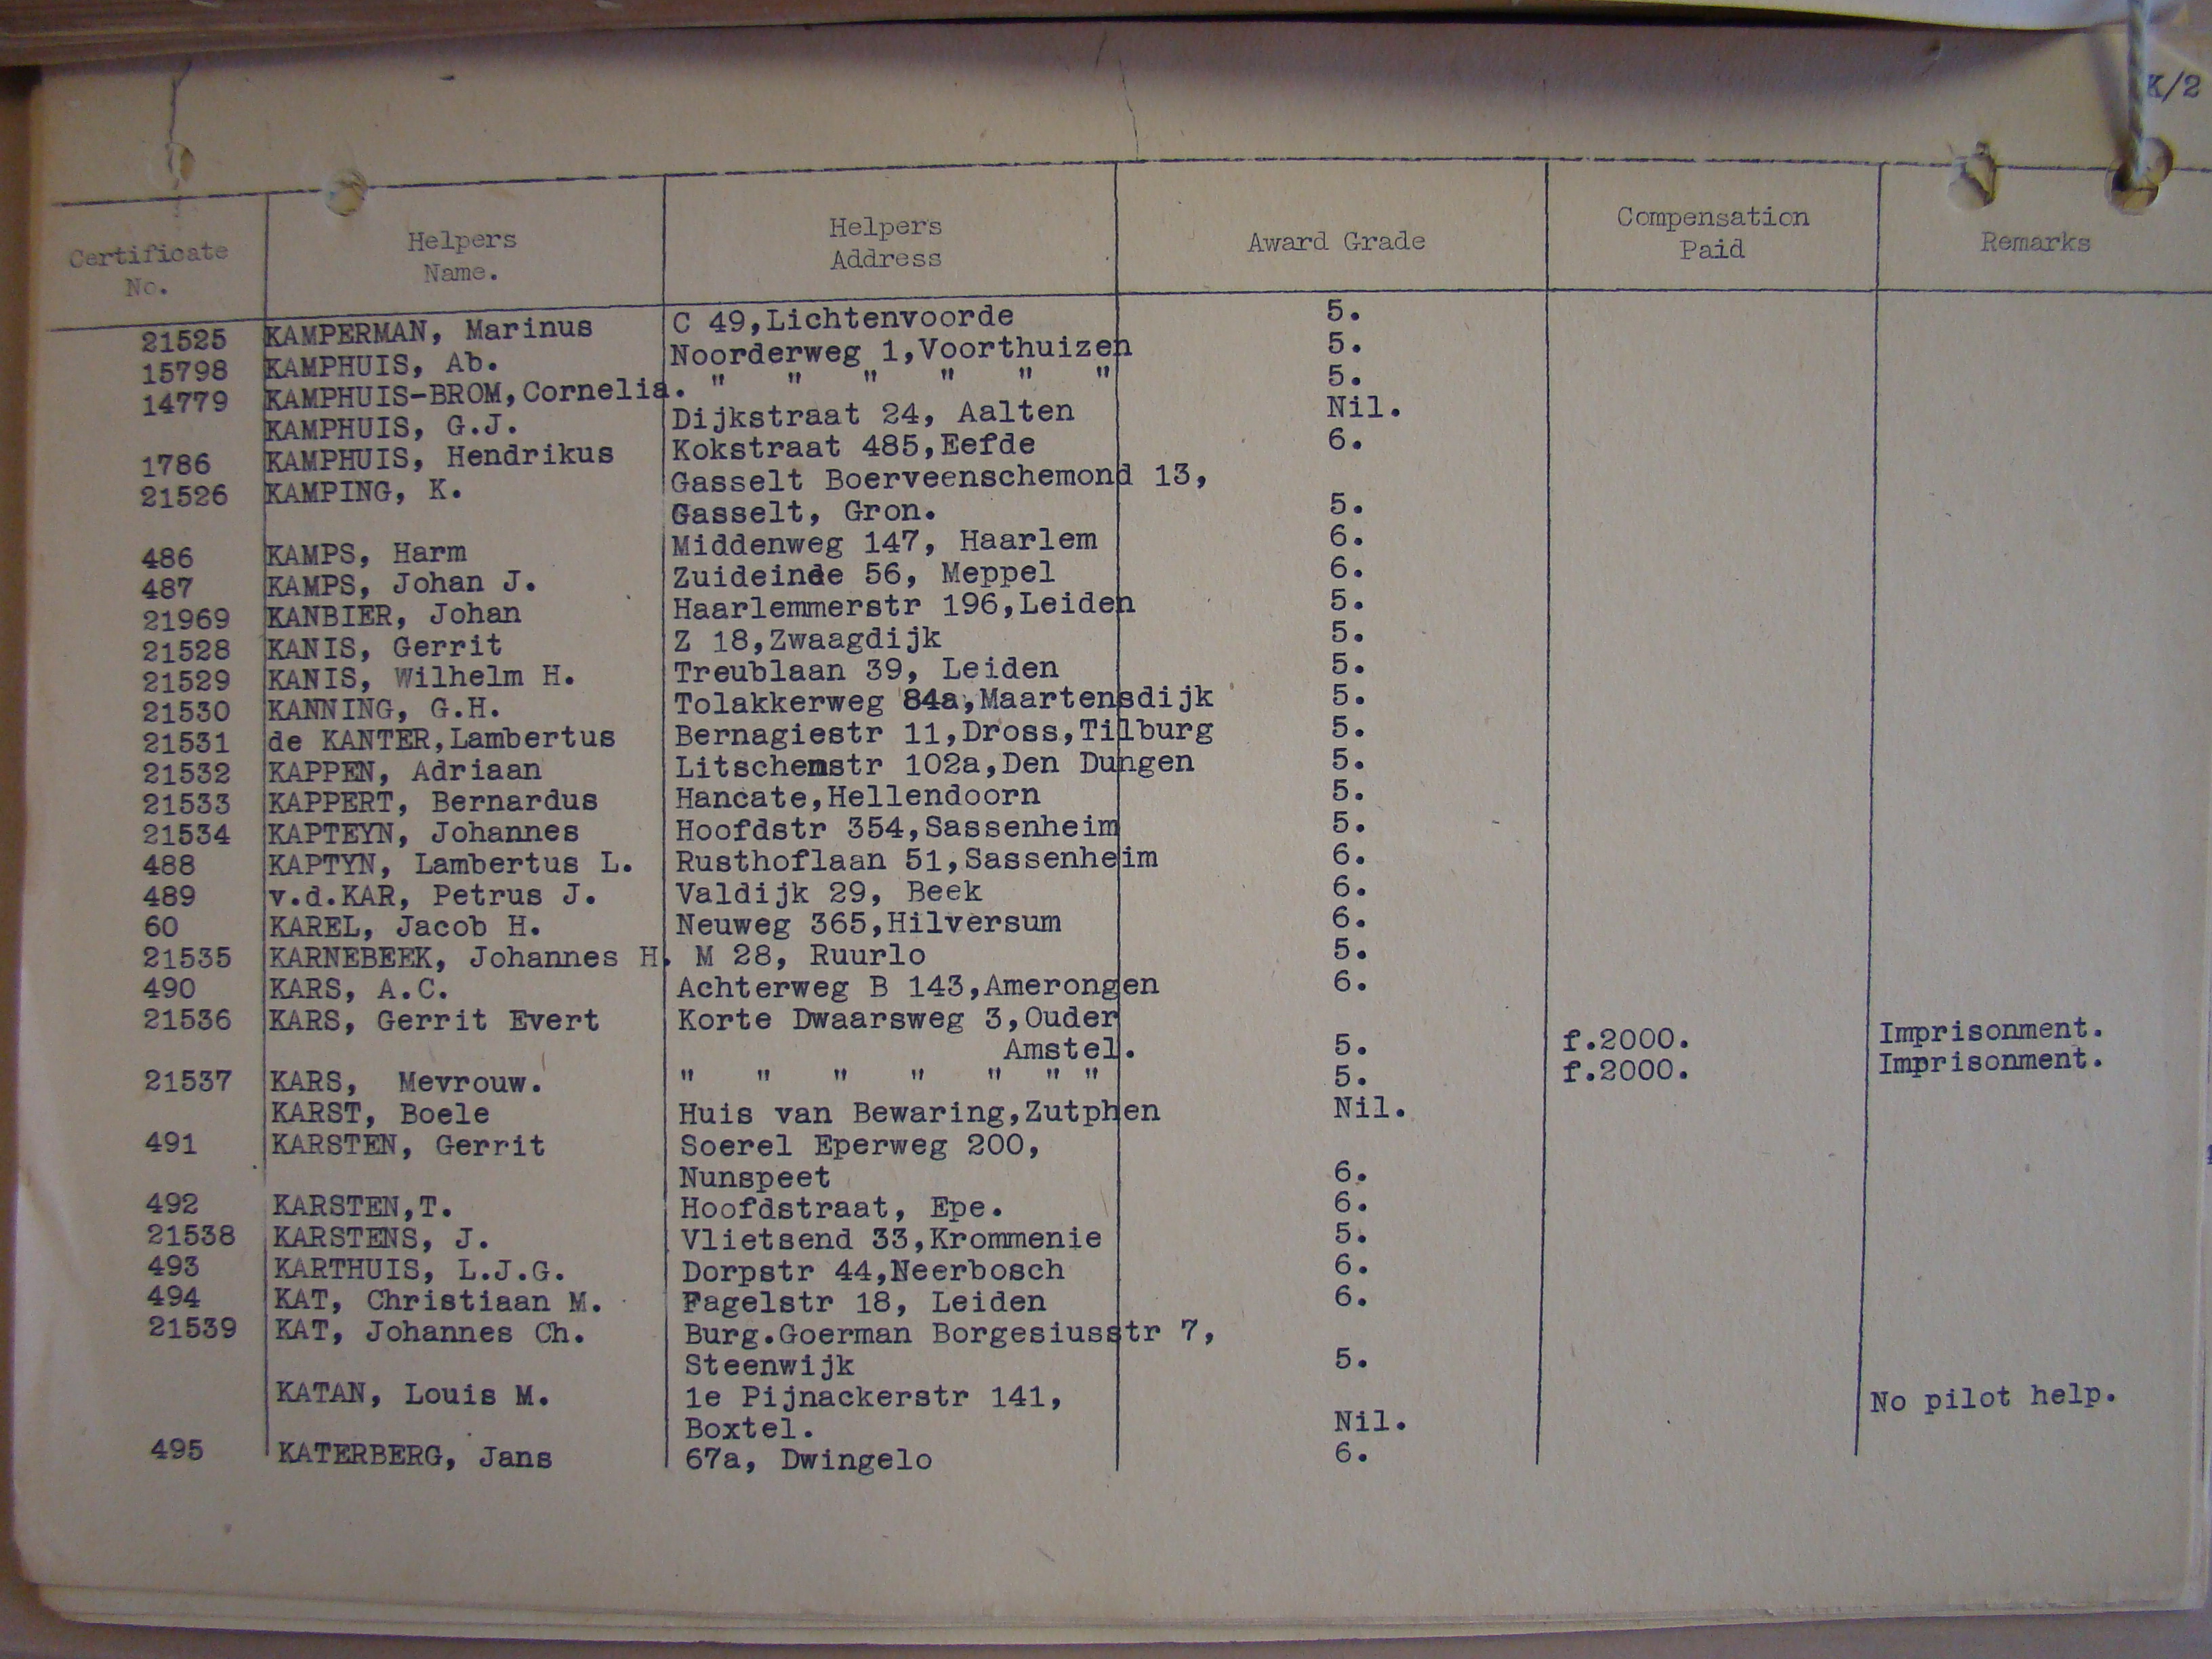 K/2
Certificate No. Helpers Name. Helpers Address Award Grade Compensation Paid Remarks
21525 KAMPERMAN, Marinus C 49,Lichtenvoorde 5.
15798 KAMPHUIS, Ab. Noorderweg 1,Voorthuizen 5.
14779 KAMPHUIS-BROM,Cornelia. " " " " " " 5.
KAMPHUIS, G.J. Dijkstraat 24, Aalten Nil.
1786 KAMPHUIS, Hendrikus Kokstraat 485,Eefde 6.
21526 KAMPING, K. Gasselt Boerveenschemond 13,
Gasselt, Gron. 5.
486 KAMPS, Harm Middenweg 147, Haarlem 6.
487 KAMPS, Johan J. Zuideinde 56, Meppel 6.
21969 KANBIER, Johan Haarlemmerstr 196,Leiden 5.
21528 KANIS, Gerrit Z 18,Zwaagdijk 5.
21529 KANIS, Wilhelm H. Treublaan 39, Leiden 5.
21530 KANNING, G.H. Tolakkerweg 84a,Maartensdijk 5.
21531 de KANTER,Lambertus Bernagiestr 11,Dross,Tilburg 5.
21532 KAPPEN, Adriaan Litschenstr 102a,Den Dungen 5.
21533 KAPPERT, Bernardus Hancate,Hellendoorn 5.
21534 KAPTEYN, Johannes Hoofdstr 354,Sassenheim 5.
488 KAPTYN, Lambertus L. Rusthoflaan 51,Sassenheim 6.
489 v.d.KAR, Petrus J. Valdijk 29, Beek 6.
60 KAREL, Jacob H. Neuweg 365,Hilversum 6.
21535 KARNEBEEK, Johannes H. M 28, Ruurlo 5.
490 KARS, A.C. Achterweg B 143,Amerongen 6.
21536 KARS, Gerrit Evert Korte Dwaarsweg 3,Ouder
Amstel. 5. f.2000. Imprisonment.
21537 KARS, Mevrouw. " " " " " " " 5. f.2000. Imprisonment.
KARST, Boele Huis van Bewaring,Zutphen Nil.
491 KARSTEN, Gerrit Soerel Eperweg 200,
Nunspeet 6.
492 KARSTEN,T. Hoofdstraat, Epe. 6.
21538 KARSTENS, J. Vlietsend 33,Krommenie 5.
493 KARTHUIS, L.J.G. Dorpstr 44,Neerbosch 6.
494 KAT, Christiaan M. Fagelstr 18, Leiden 6.
21539 KAT, Johannes Ch. Burg.Goerman Borgesiusstr 7,
Steenwijk 5.
KATAN, Louis M. 1e Pijnackerstr 141, No pilot help.
Boxtel. Nil.
495 KATERBERG, Jans 67a, Dwingelo 6.